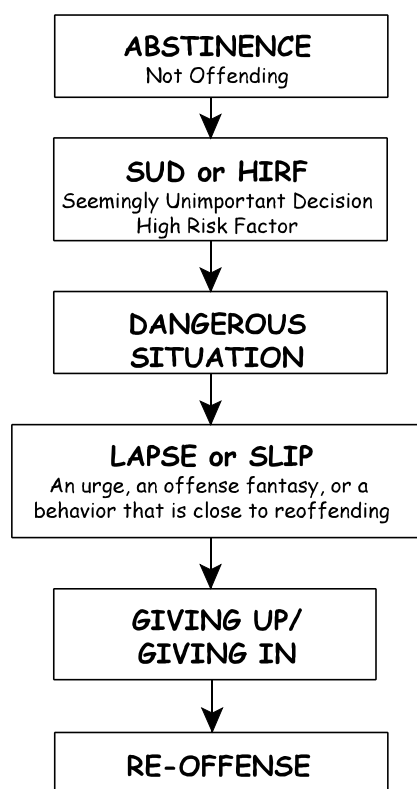 ABSTINENCE
Not Offending
SUD or HIRF
Seemingly Unimportant Decision
High Risk Factor
DANGEROUS
SITUATION
LAPSE or SLIP
An urge, an offense fantasy, or a
behavior that is close to reoffending
GIVING UP/
GIVING IN
RE-OFFENSE